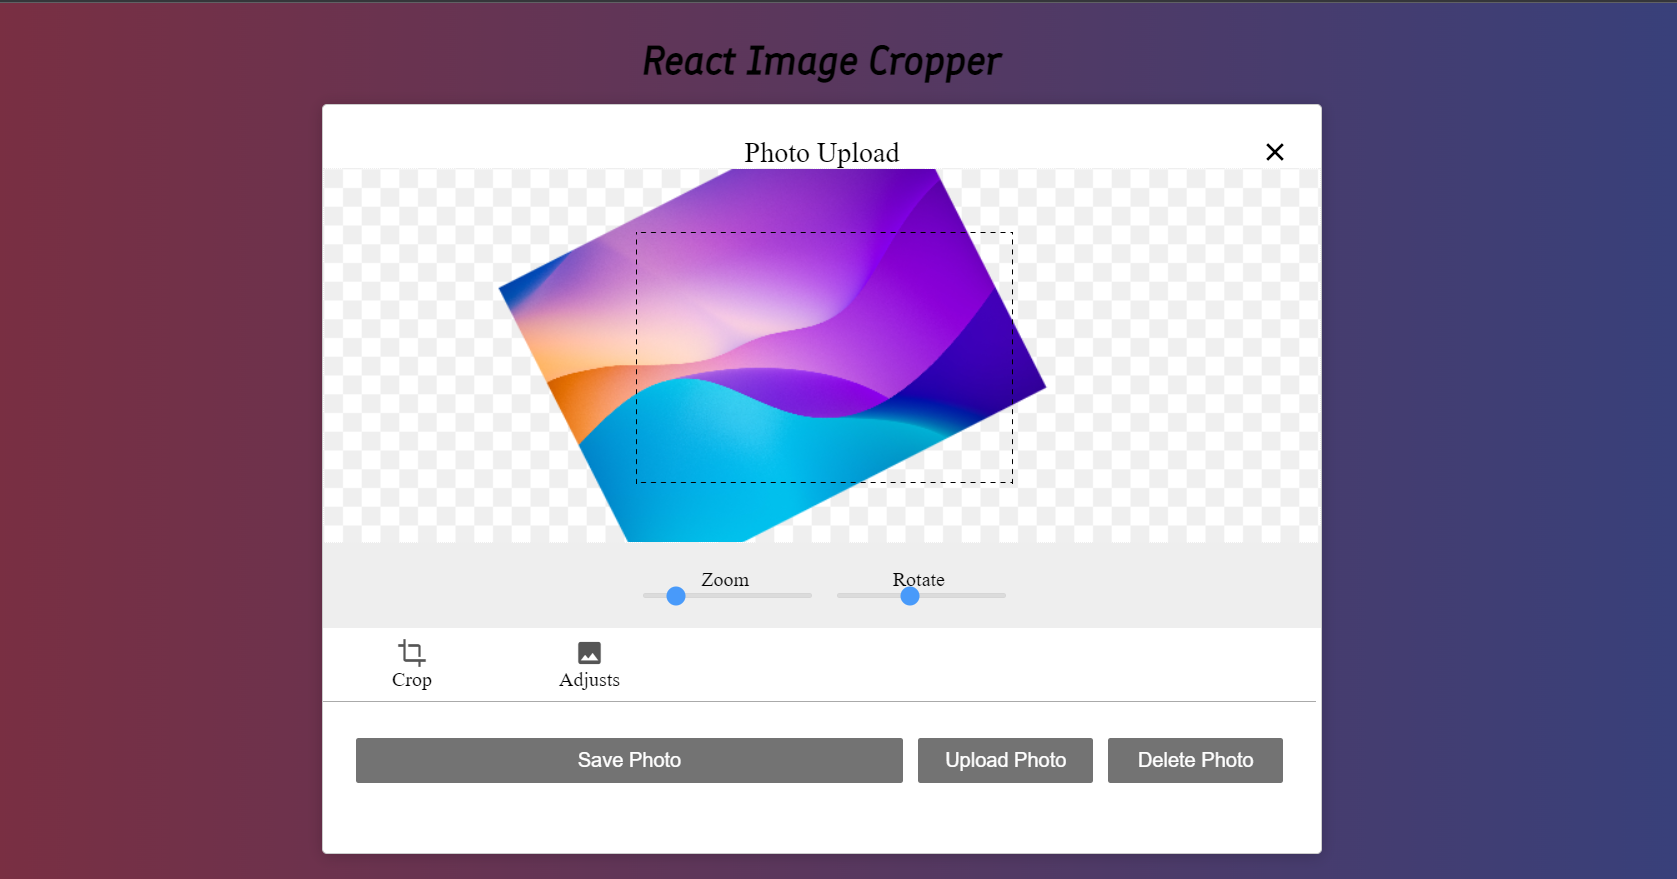 React Image Cropper
Photo Upload
Zoom
Rotate
Crop
Adjusts
Save Photo
Upload Photo
Delete Photo